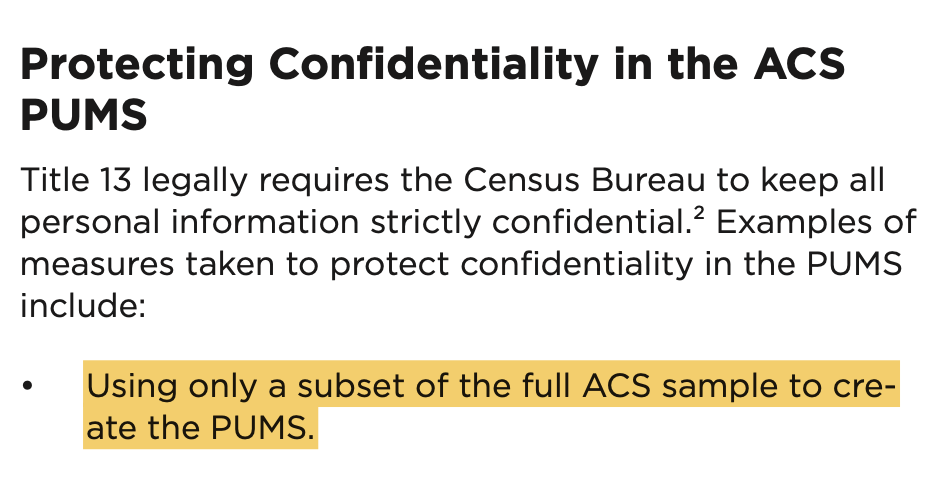 Protecting Confidentiality in the ACS
PUMS
Title 13 legally requires the Census Bureau to keep all
personal information strictly confidential.² Examples of
measures taken to protect confidentiality in the PUMS
include:
• Using only a subset of the full ACS sample to cre-
ate the PUMS.